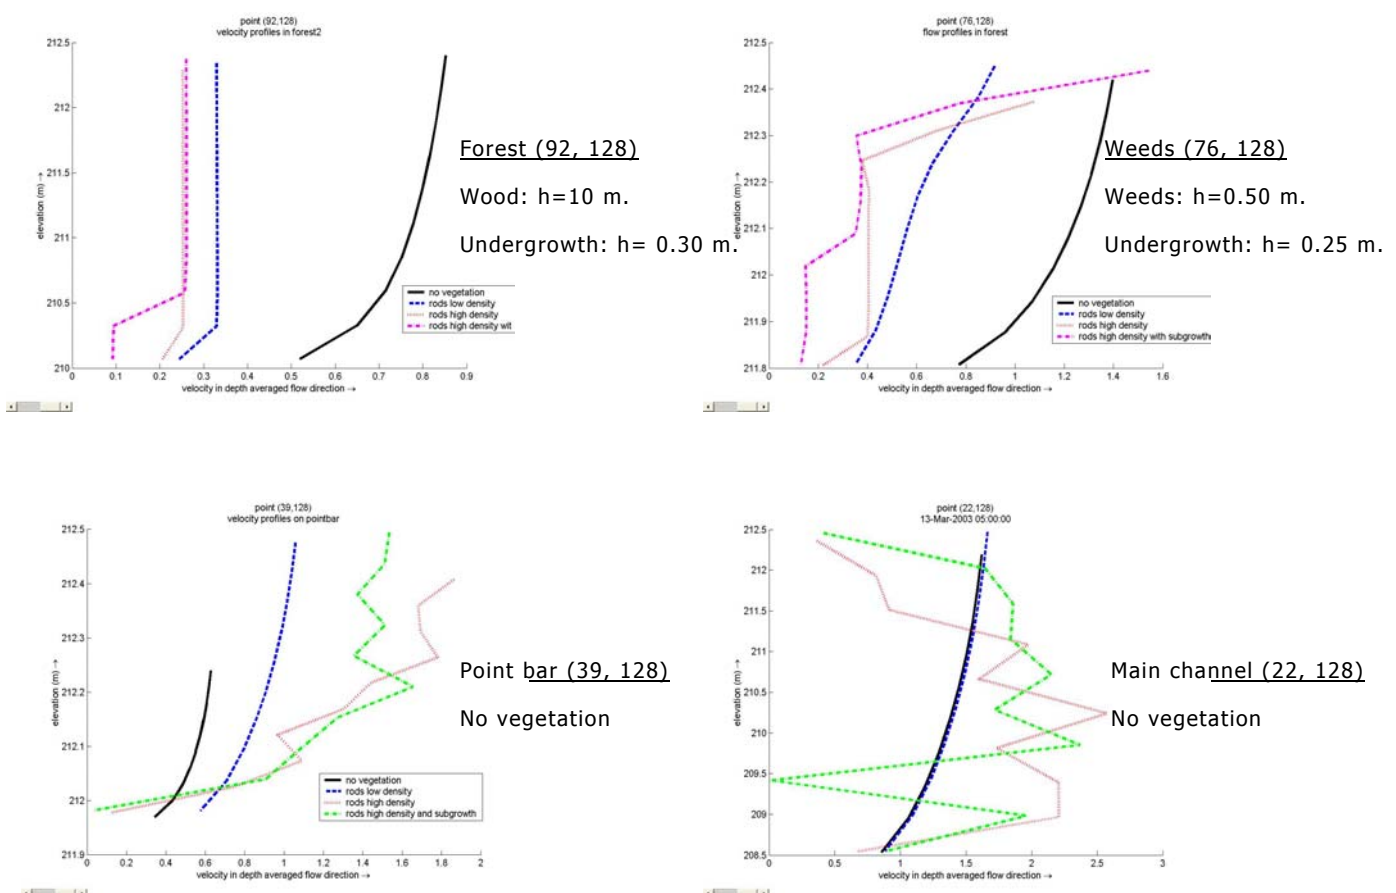 point (92,128)
velocity profiles in forest2
212.5
212
211.5
211
210.5
210
elevation (m) →
0 0.1 0.2 0.3 0.4 0.5 0.6 0.7 0.8 0.9
velocity in depth averaged flow direction →
no vegetation
rods low density
rods high density
rods high density wit
Forest (92, 128)
Wood: h=10 m.
Undergrowth: h= 0.30 m.
point (76,128)
flow profiles in forest
212.5
212.4
212.3
212.2
212.1
212
211.9
211.8
elevation (m) →
0 0.2 0.4 0.6 0.8 1 1.2 1.4 1.6
velocity in depth averaged flow direction →
no vegetation
rods low density
rods high density
rods high density with subgrowth
Weeds (76, 128)
Weeds: h=0.50 m.
Undergrowth: h= 0.25 m.
point (39,128)
velocity profiles on pointbar
212.5
212.4
212.3
212.2
212.1
212
211.9
elevation (m) →
0 0.2 0.4 0.6 0.8 1 1.2 1.4 1.6 1.8 2
velocity in depth averaged flow direction →
no vegetation
rods low density
rods high density
rods high density and subgrowth
Point bar (39, 128)
No vegetation
point (22,128)
13-Mar-2003 05:00:00
212.5
212
211.5
211
210.5
210
209.5
209
208.5
elevation (m) →
0 0.5 1 1.5 2 2.5 3
velocity in depth averaged flow direction →
Main channel (22, 128)
No vegetation